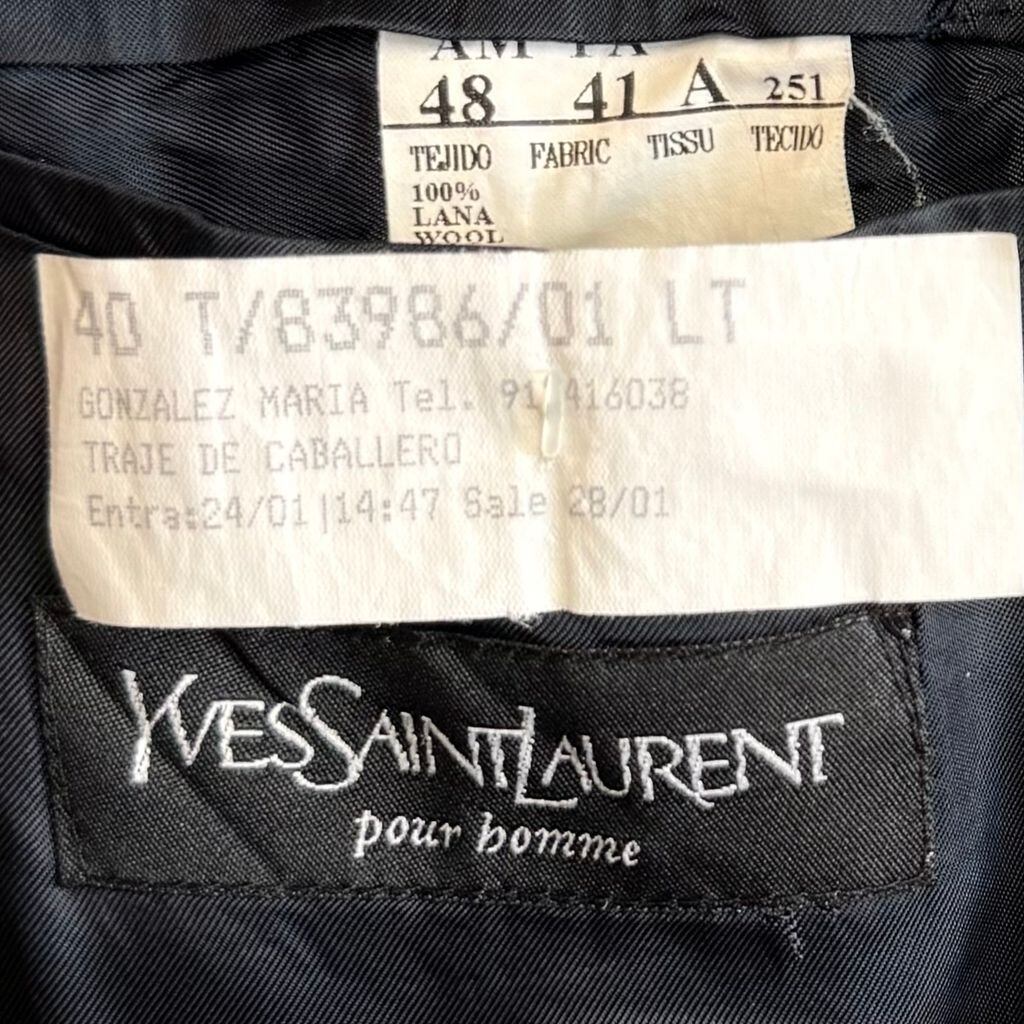 48 41 A 251
TEJIDO FABRIC TISSU TECIDO
100%
LANA
WOOL
40 T/83986/01 LT
GONZALEZ MARIA Tel. 416038
TRAJE DE CABALLERO
Entra:24/01|14:47 Sale 28/01
YVESSAINTLAURENT
pour homme